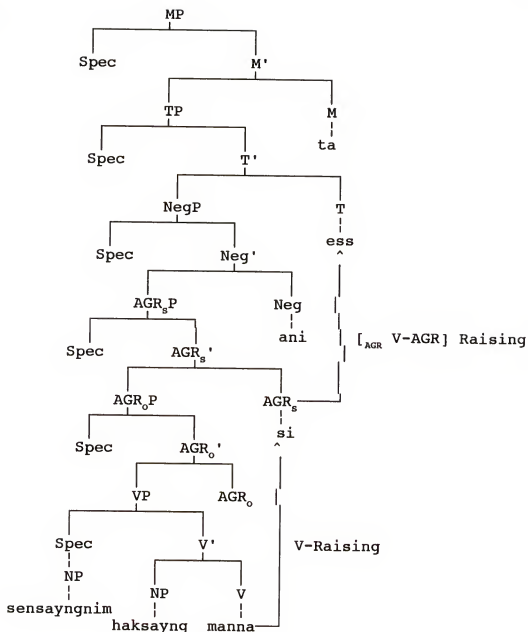 MP
Spec M'
TP M
ta
Spec T'
NegP T
ess
Spec Neg'
AGRsP Neg
ani
[AGR V-AGR] Raising
Spec AGRs'
AGRoP AGRs
si
Spec AGRo'
VP AGRo
Spec V' V-Raising
NP NP V
sensayngnim
haksayng manna